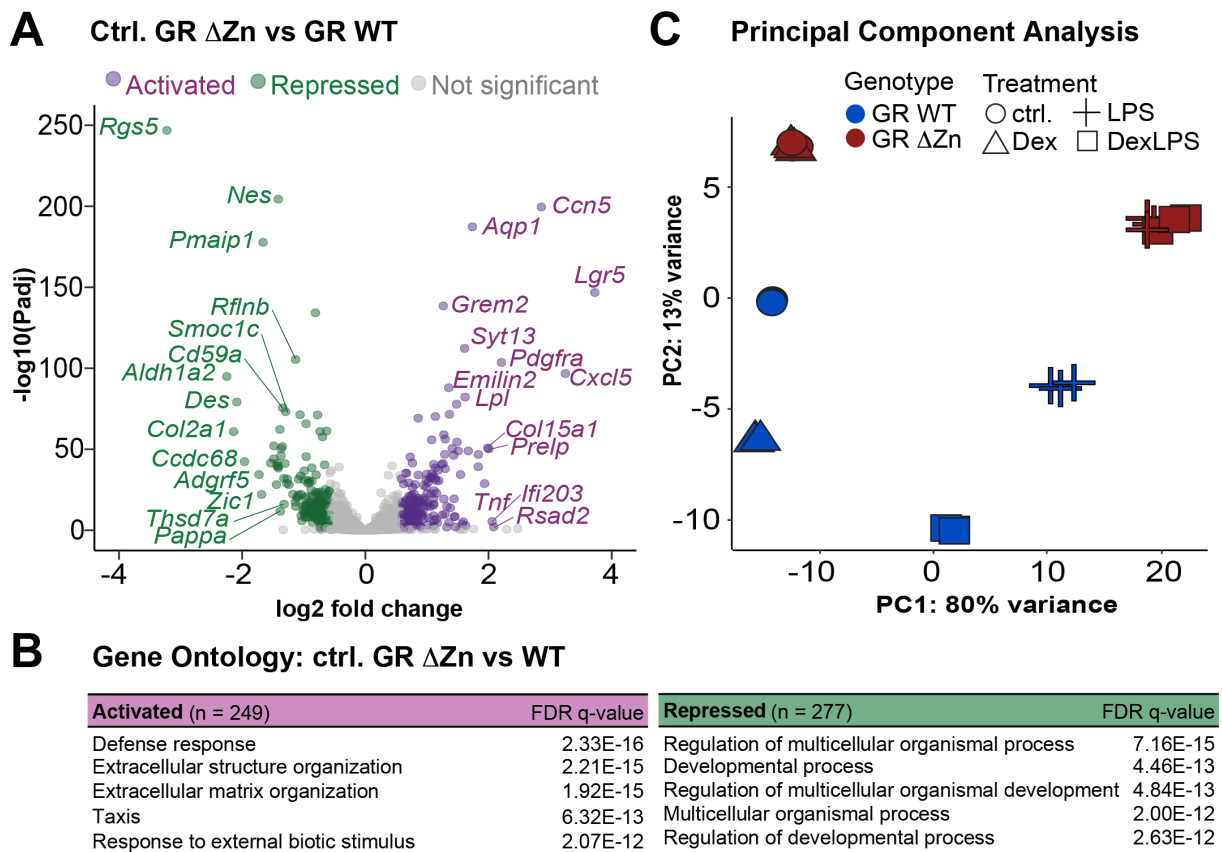 A Ctrl. GR ΔZn vs GR WT
Activated Repressed Not significant
-log10(Padj)
250
200
150
100
50
0
Rgs5
Nes
Pmaip1
Rflnb
Smoc1c
Cd59a
Aldh1a2
Des
Col2a1
Ccdc68
Adgrf5
Zic1
Thsd7a
Pappa
Ccn5
Aqp1
Lgr5
Grem2
Syt13
Pdgfra
Cxcl5
Emilin2
Lpl
Col15a1
Prelp
Tnf Ifi203
Rsad2
-4 -2 0 2 4
log2 fold change
C Principal Component Analysis
Genotype Treatment
GR WT ctrl. LPS
GR ΔZn Dex DexLPS
PC2: 13% variance
5
0
-5
-10
-10 0 10 20
PC1: 80% variance
B Gene Ontology: ctrl. GR ΔZn vs WT
Activated (n = 249) FDR q-value
Defense response 2.33E-16
Extracellular structure organization 2.21E-15
Extracellular matrix organization 1.92E-15
Taxis 6.32E-13
Response to external biotic stimulus 2.07E-12
Repressed (n = 277) FDR q-value
Regulation of multicellular organismal process 7.16E-15
Developmental process 4.46E-13
Regulation of multicellular organismal development 4.84E-13
Multicellular organismal process 2.00E-12
Regulation of developmental process 2.63E-12